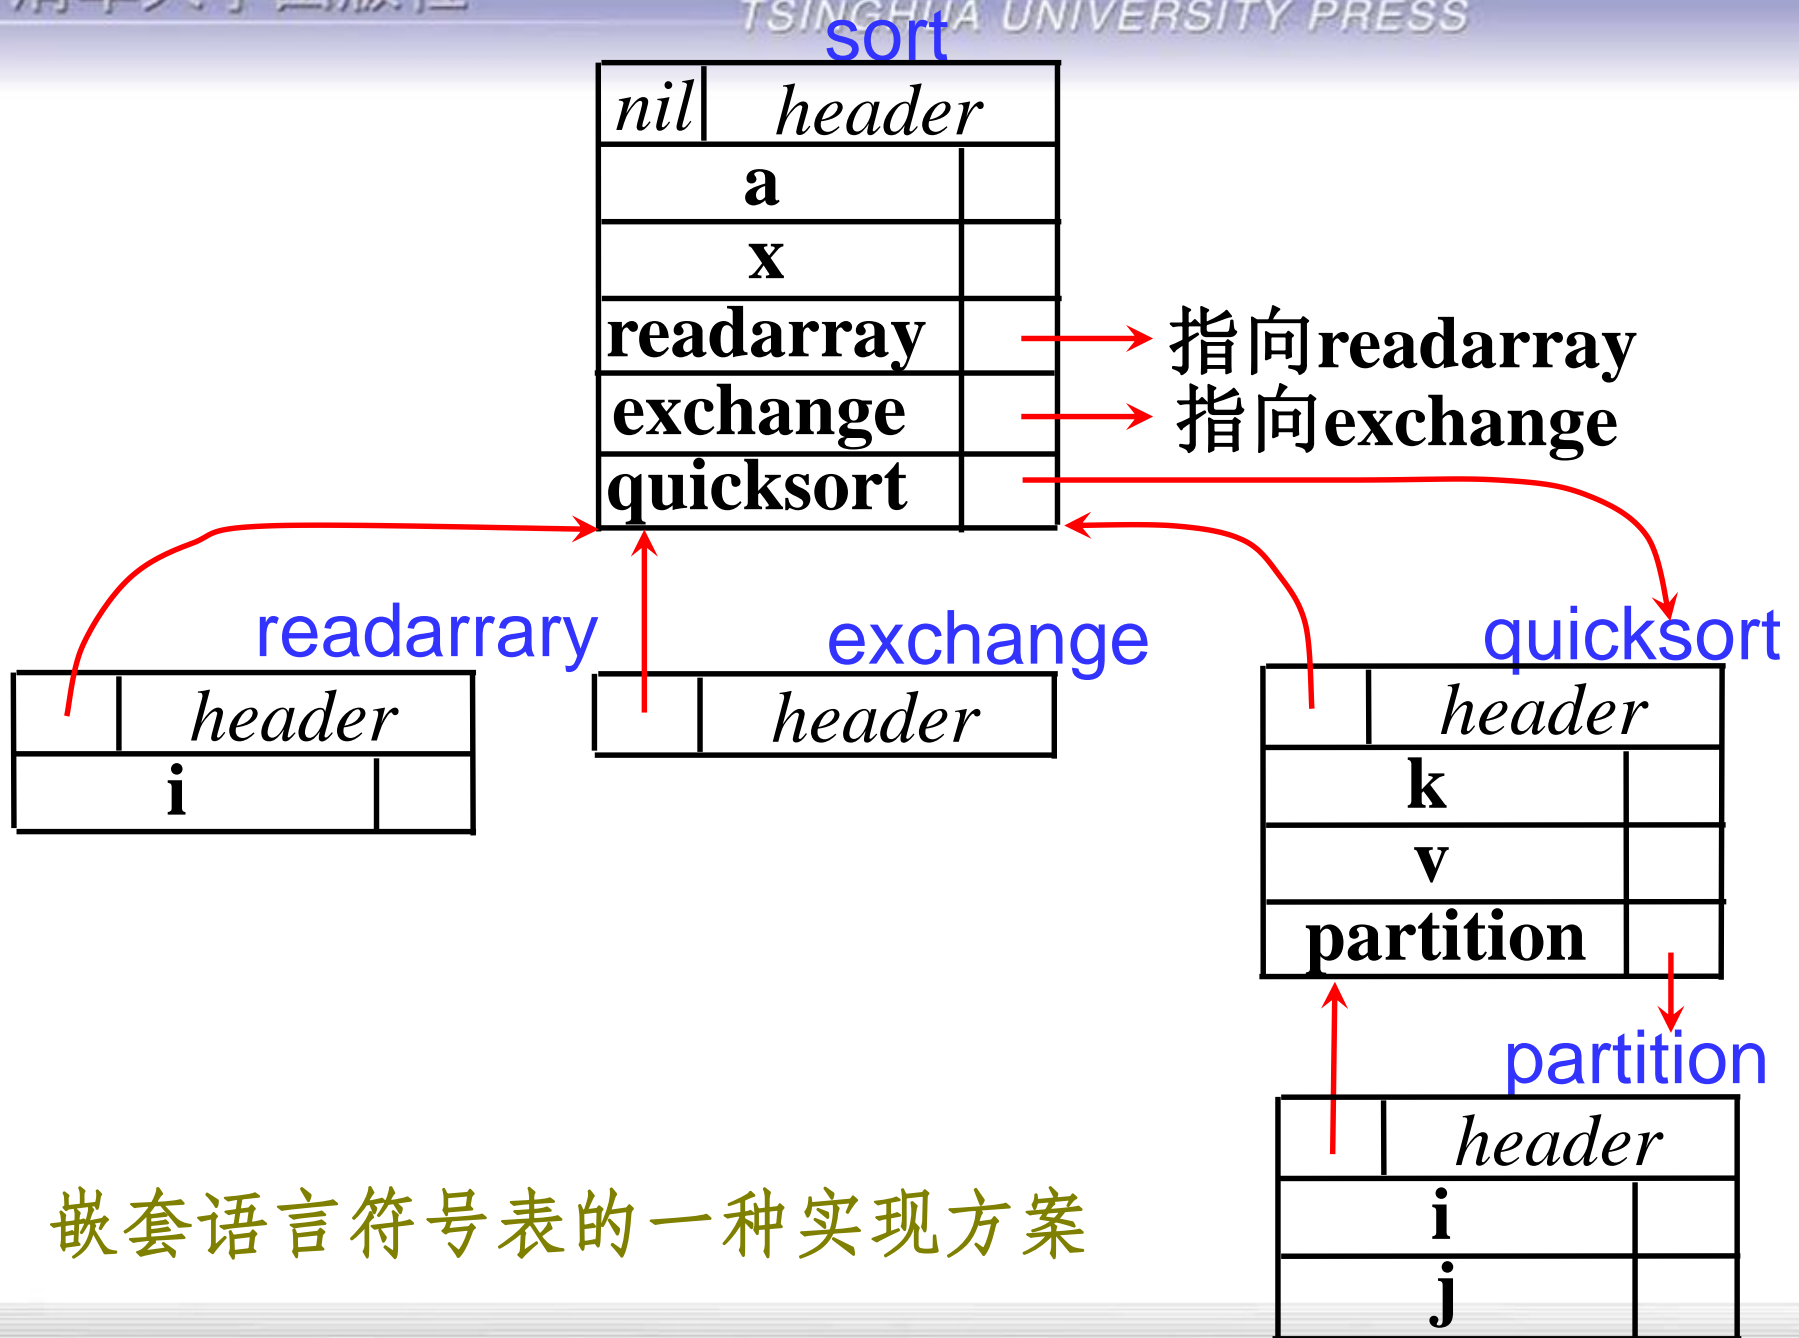 TSINGHUA UNIVERSITY PRESS
sort
nil header
a
x
readarray
指向readarray
exchange
指向exchange
quicksort
readarrary
exchange
quicksort
header
i
header
header
k
v
partition
partition
header
i
j
嵌套语言符号表的一种实现方案